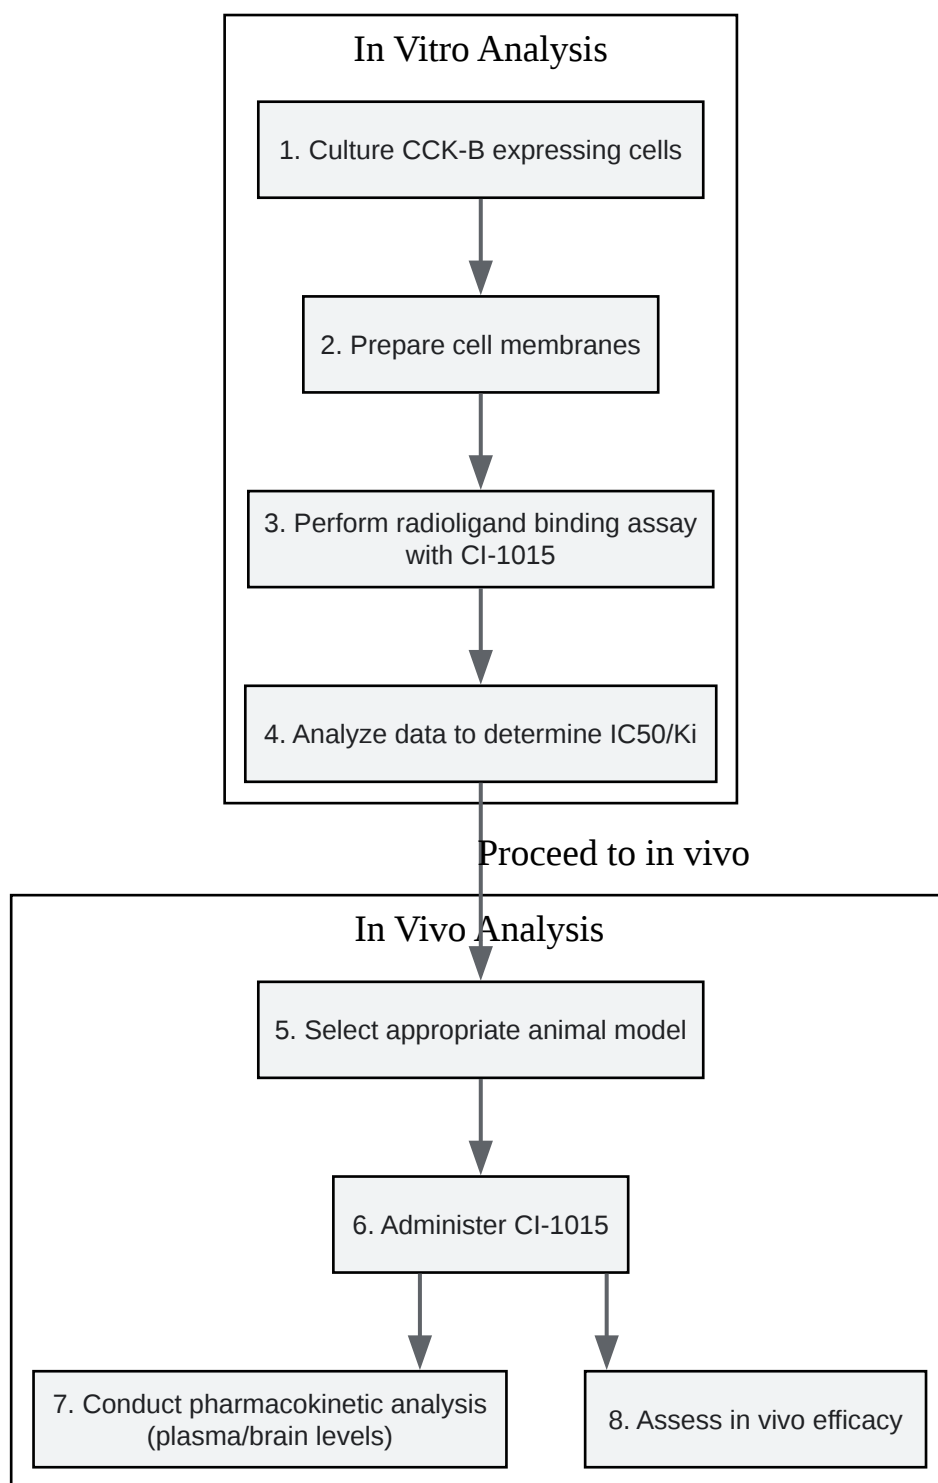 In Vitro Analysis
1. Culture CCK-B expressing cells
2. Prepare cell membranes
3. Perform radioligand binding assay
with CI-1015
4. Analyze data to determine IC50/Ki
Proceed to in vivo
In Vivo Analysis
5. Select appropriate animal model
6. Administer CI-1015
7. Conduct pharmacokinetic analysis
(plasma/brain levels)
8. Assess in vivo efficacy